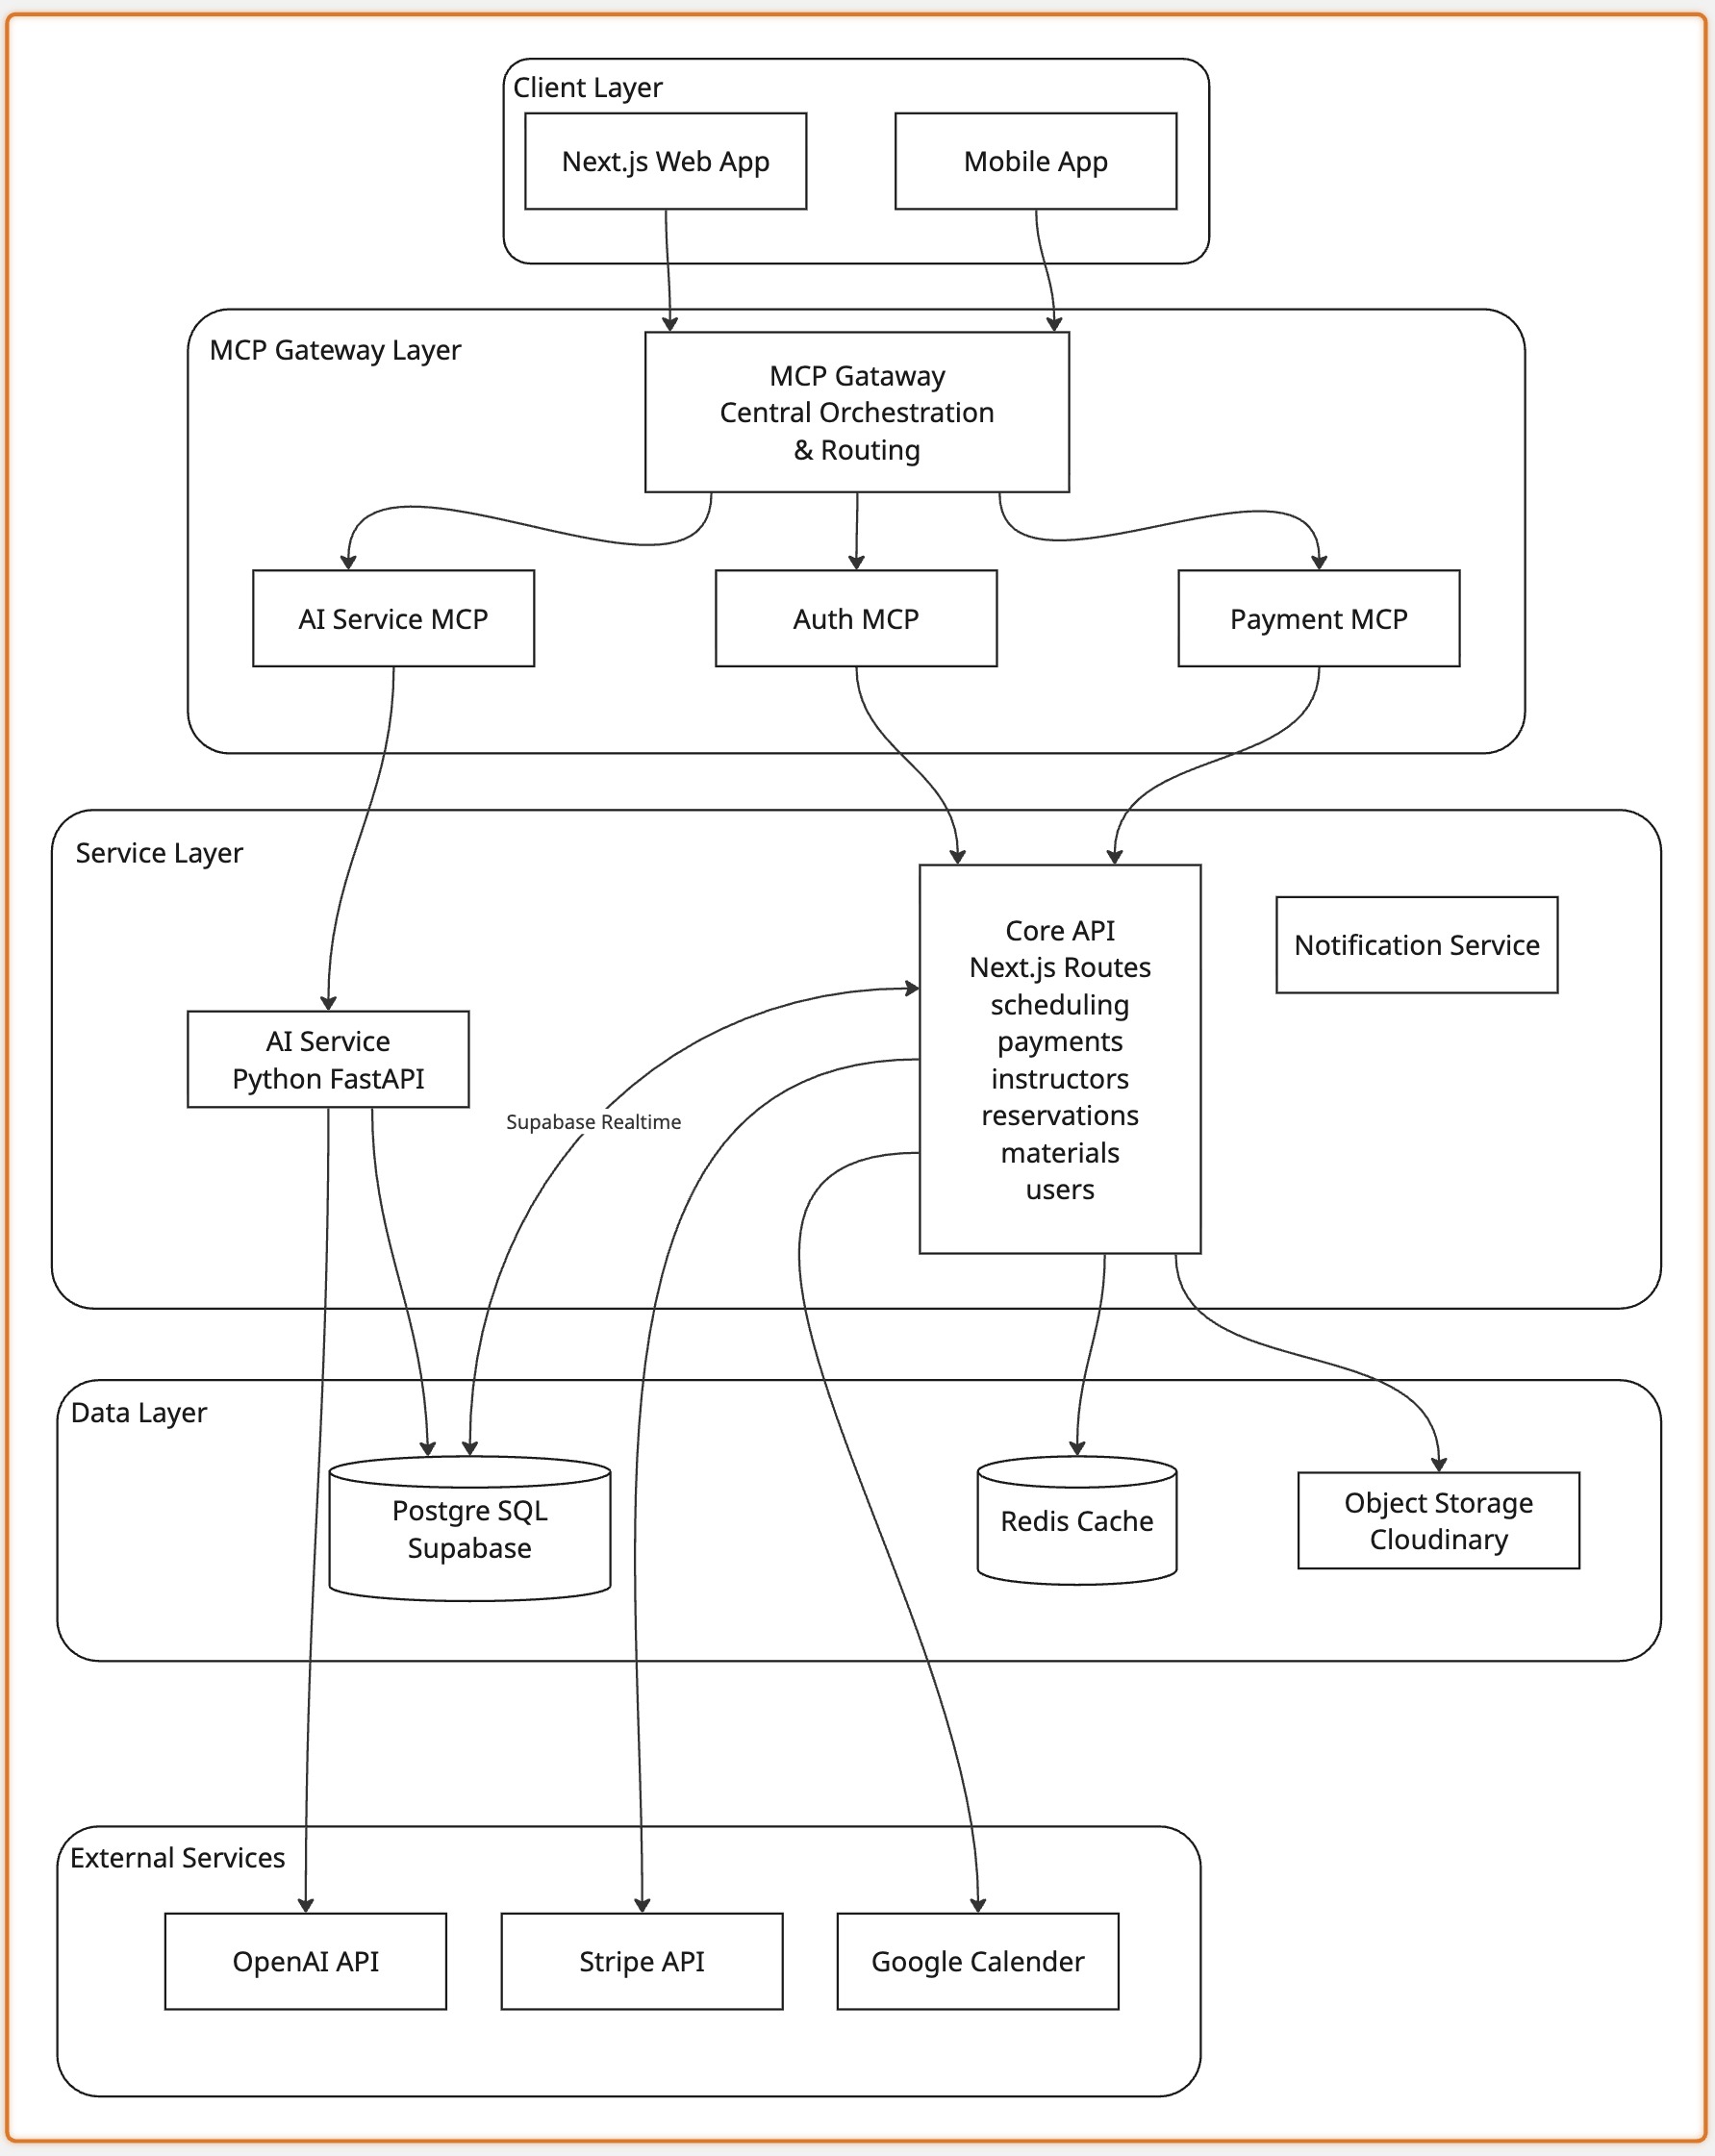 Client Layer
Next.js Web App
Mobile App
MCP Gateway Layer
MCP Gataway
Central Orchestration
& Routing
AI Service MCP
Auth MCP
Payment MCP
Service Layer
Core API
Next.js Routes
scheduling
payments
instructors
reservations
materials
users
Notification Service
AI Service
Python FastAPI
Supabase Realtime
Data Layer
Postgre SQL
Supabase
Redis Cache
Object Storage
Cloudinary
External Services
OpenAI API
Stripe API
Google Calender